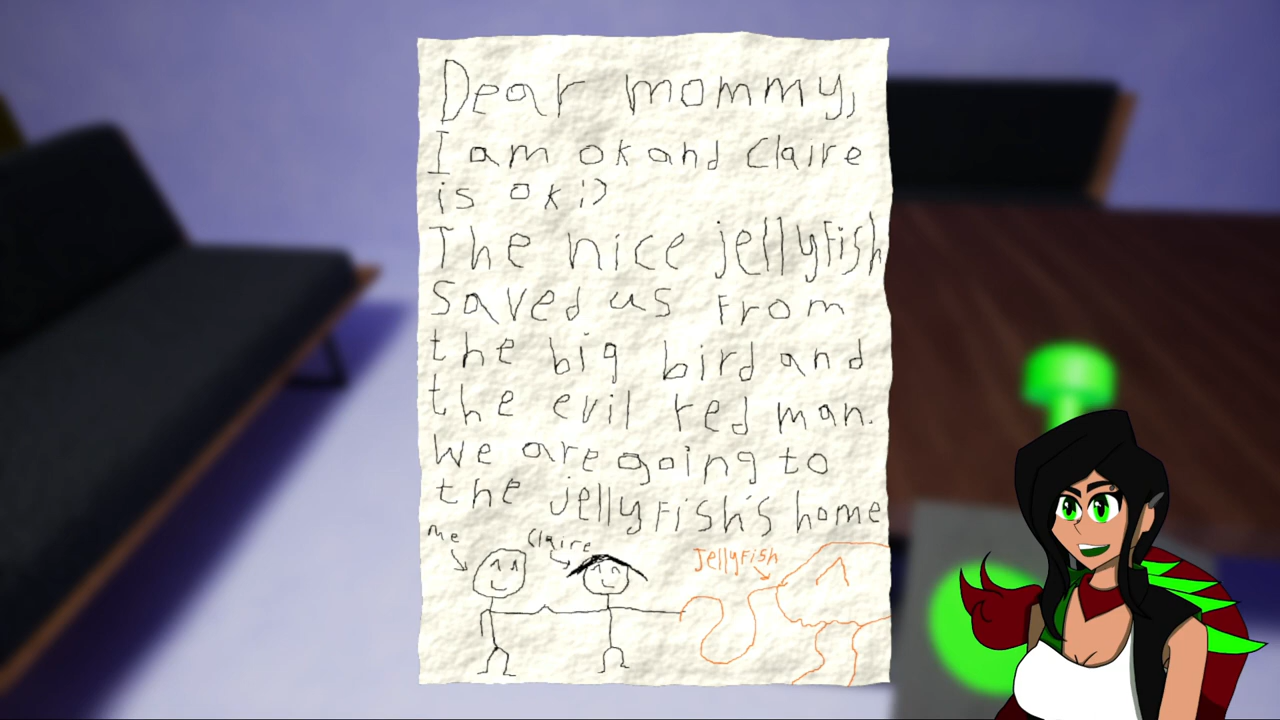 Dear mommy,
I am ok and Claire
is ok :)
The nice jellyfish
saved us from
the big bird and
the evil red man.
We are going to
the jellyfish's home
Me
Claire
Jellyfish